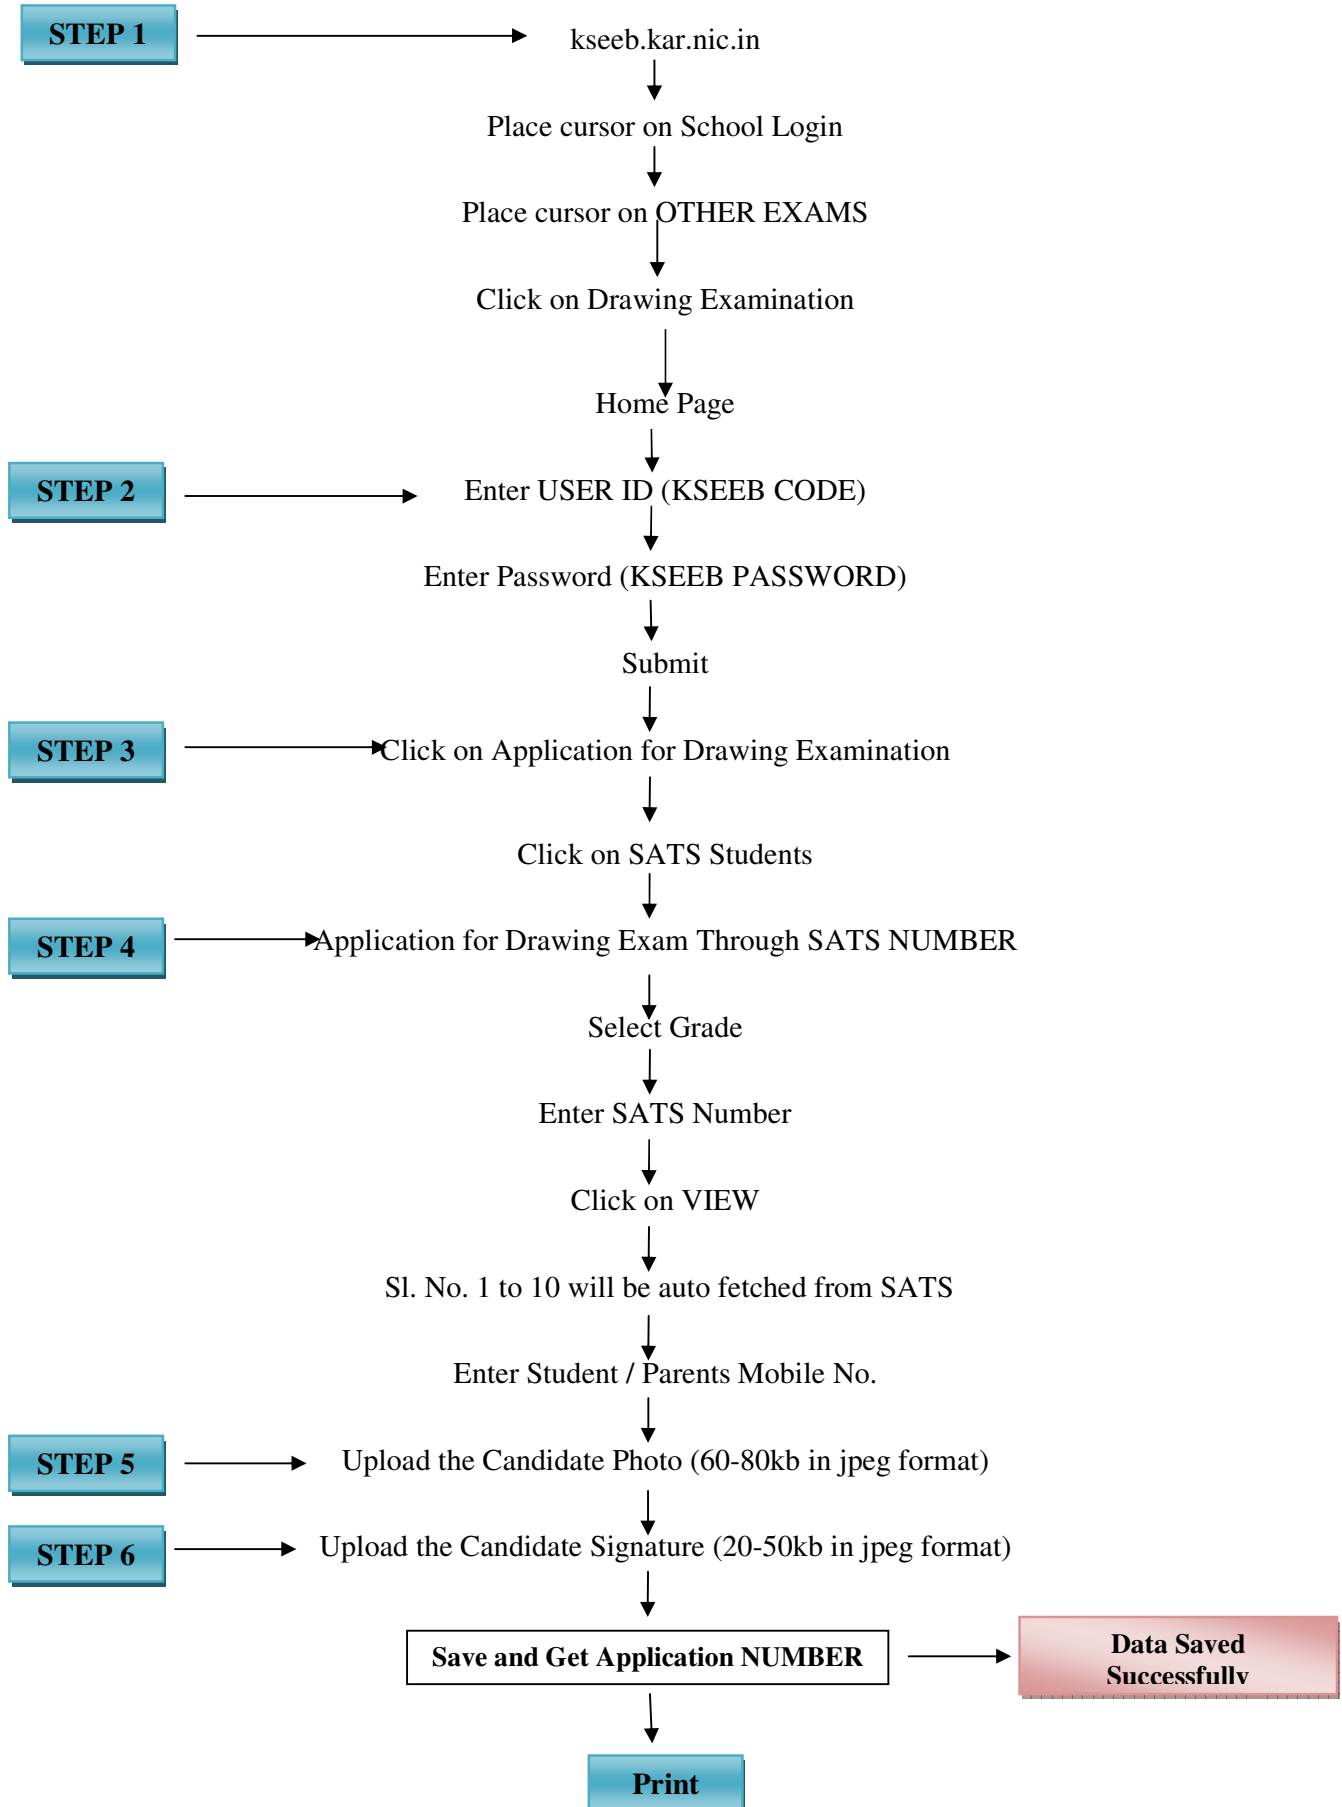 STEP 1
kseeb.kar.nic.in
Place cursor on School Login
Place cursor on OTHER EXAMS
Click on Drawing Examination
Home Page
STEP 2
Enter USER ID (KSEEB CODE)
Enter Password (KSEEB PASSWORD)
Submit
STEP 3
Click on Application for Drawing Examination
Click on SATS Students
STEP 4
Application for Drawing Exam Through SATS NUMBER
Select Grade
Enter SATS Number
Click on VIEW
Sl. No. 1 to 10 will be auto fetched from SATS
Enter Student / Parents Mobile No.
STEP 5
Upload the Candidate Photo (60-80kb in jpeg format)
STEP 6
Upload the Candidate Signature (20-50kb in jpeg format)
Save and Get Application NUMBER
Data Saved
Successfully
Print